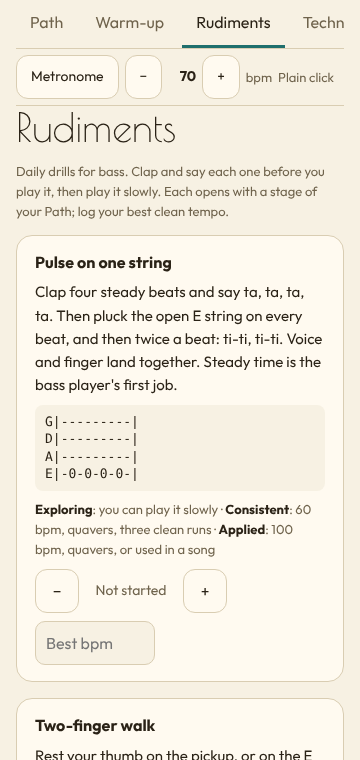 Path Warm-up Rudiments Techn
Metronome − 70 + bpm Plain click
Rudiments
Daily drills for bass. Clap and say each one before you
play it, then play it slowly. Each opens with a stage of
your Path; log your best clean tempo.
Pulse on one string
Clap four steady beats and say ta, ta, ta,
ta. Then pluck the open E string on every
beat, and then twice a beat: ti-ti, ti-ti. Voice
and finger land together. Steady time is the
bass player's first job.
G|---------|
D|---------|
A|---------|
E|-0-0-0-0-|
Exploring: you can play it slowly · Consistent: 60
bpm, quavers, three clean runs · Applied: 100
bpm, quavers, or used in a song
− Not started +
Best bpm
Two-finger walk
Rest your thumb on the pickup, or on the E